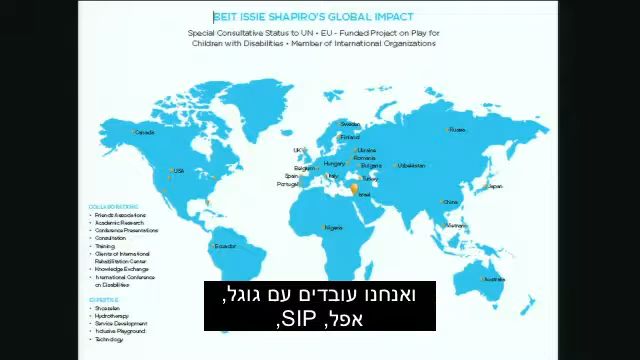 BEIT ISSIE SHAPIRO'S GLOBAL IMPACT
Special Consultative Status to UN • EU - Funded Project on Play for
Children with Disabilities • Member of International Organizations
Canada
USA
Ecuador
Sweden
Finland
UK
Belgium
Spain
Portugal
Hungary
Italy
Ukraine
Romania
Bulgaria
Turkey
Israel
Nigeria
Russia
Uzbekistan
China
Japan
Vietnam
Australia
COLLABORATIONS
• Friends Associations
• Academic Research
• Conference Presentations
• Consultation
• Training
• Clients of International
Rehabilitation Center
• Knowledge Exchange
• International Conference
on Disabilities
EXPERTISE
• Snoezelen
• Hydrotherapy
• Service Development
• Inclusive Playground
• Technology
ואנחנו עובדים עם גוגל,
אפל, SIP,